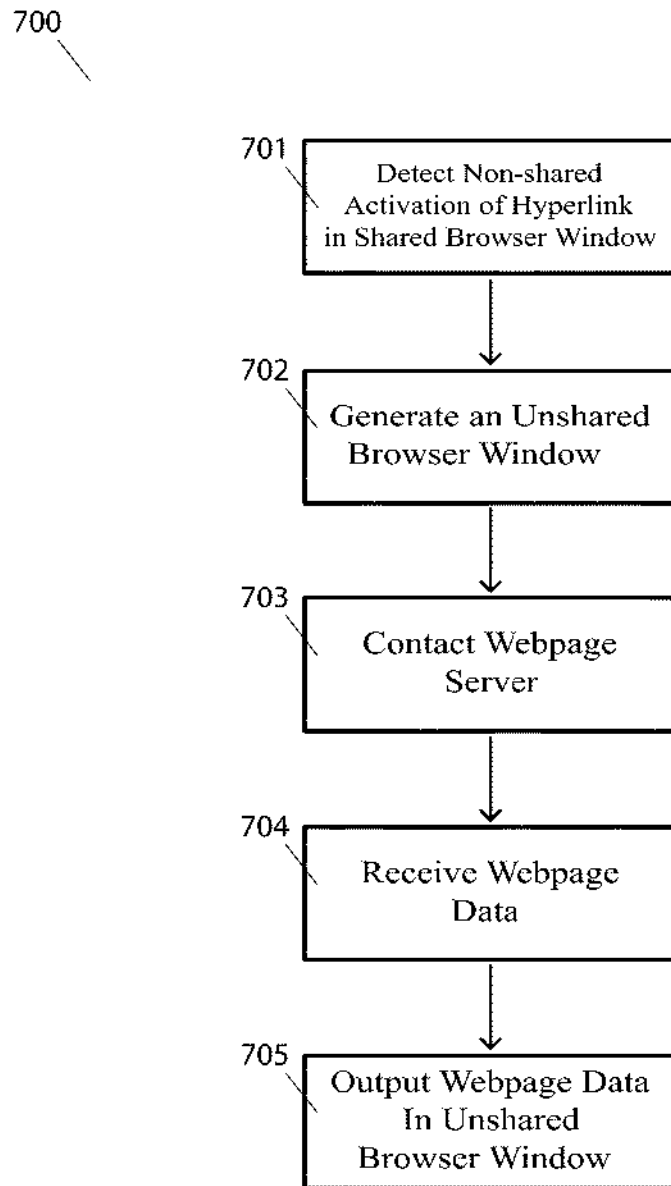 700
701
Detect Non-shared
Activation of Hyperlink
in Shared Browser Window
702
Generate an Unshared
Browser Window
703
Contact Webpage
Server
704
Receive Webpage
Data
705
Output Webpage Data
In Unshared
Browser Window